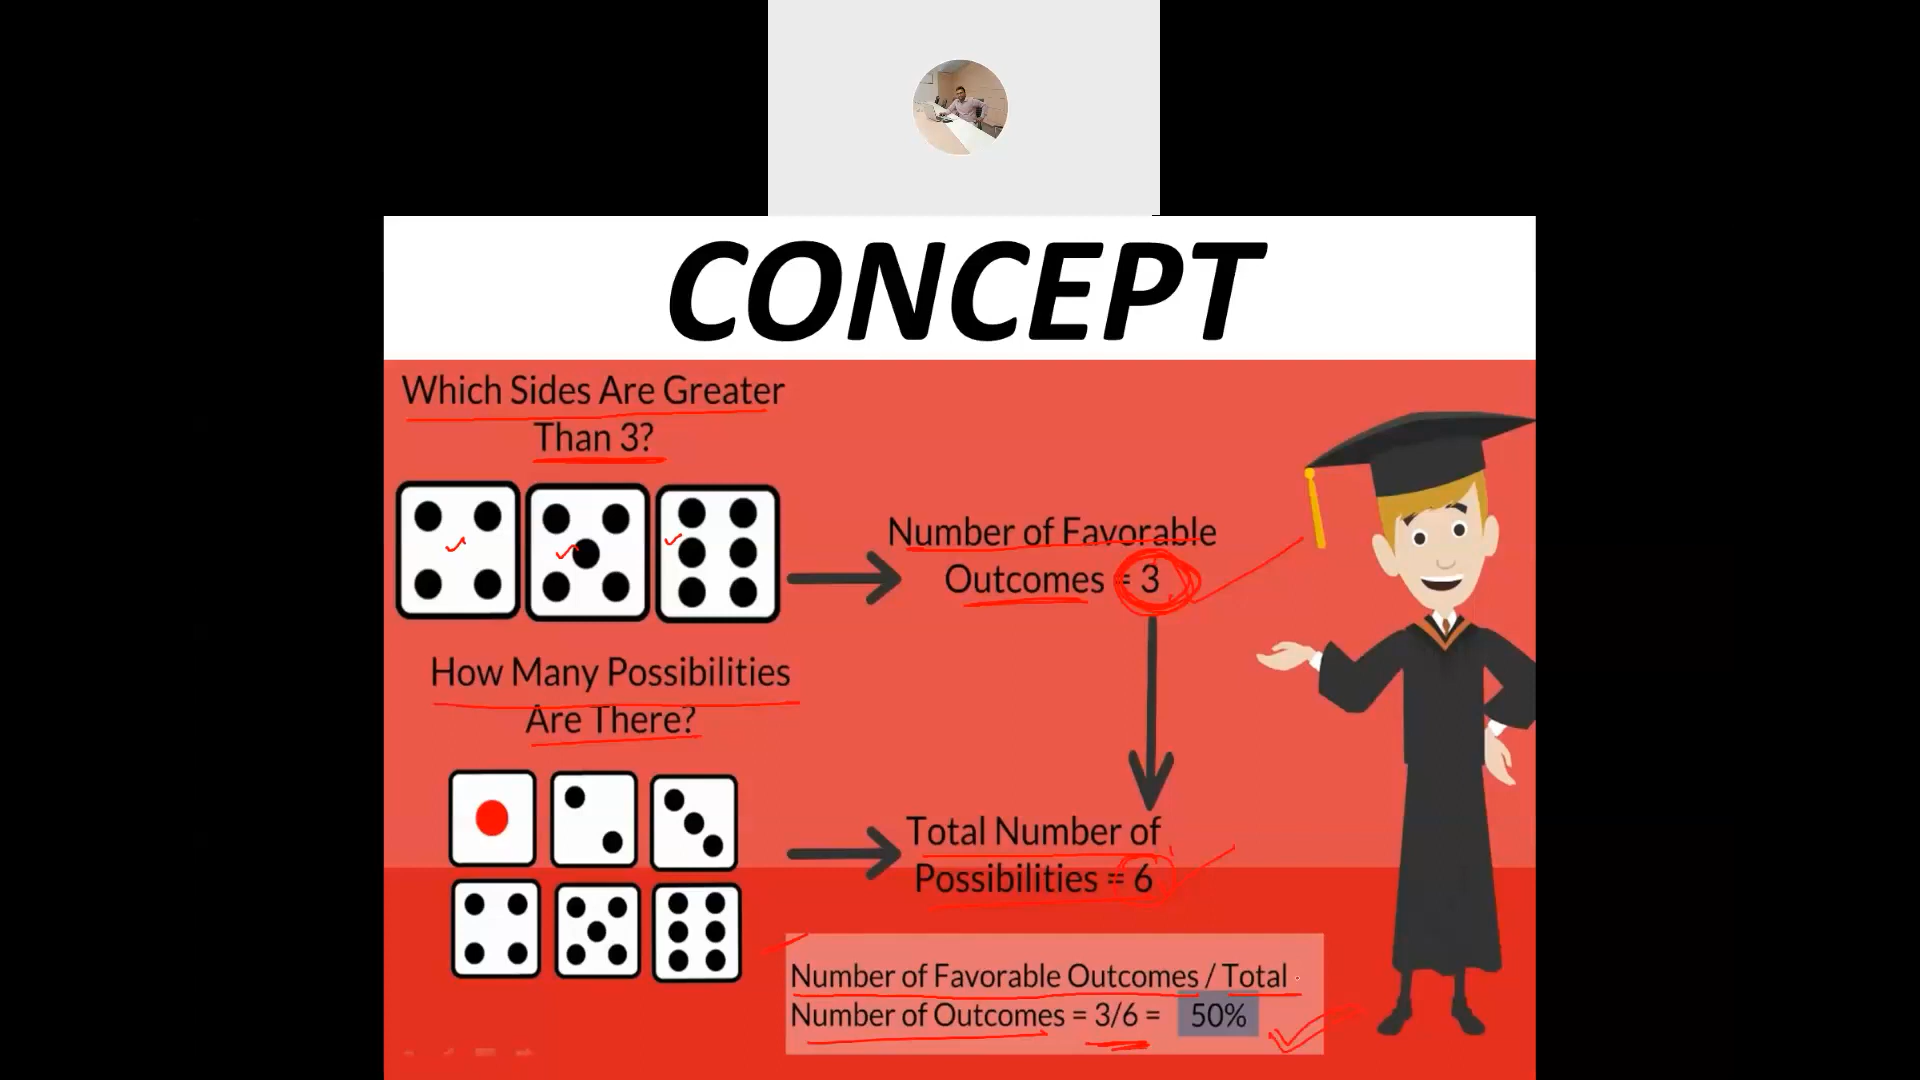 CONCEPT
Which Sides Are Greater
Than 3?
Number of Favorable
Outcomes = 3
How Many Possibilities
Are There?
Total Number of
Possibilities = 6
Number of Favorable Outcomes / Total
Number of Outcomes = 3/6 = 50%